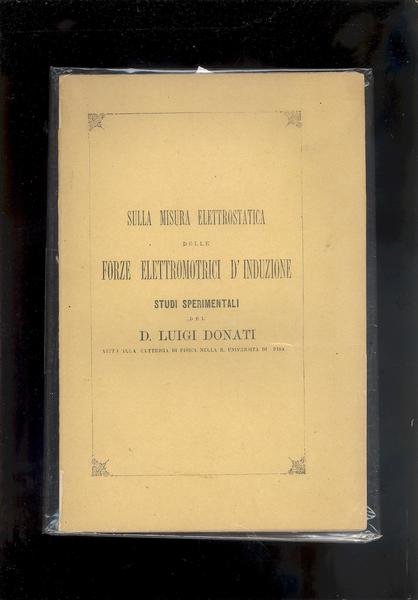 SULLA MISURA ELETTROSTATICA
DELLE
FORZE ELETTROMOTRICI D'INDUZIONE
STUDI SPERIMENTALI
DEL
D. LUIGI DONATI
ALLA CATTEDRA DI FISICA NELLA R. UNIVERSITÀ DI PISA